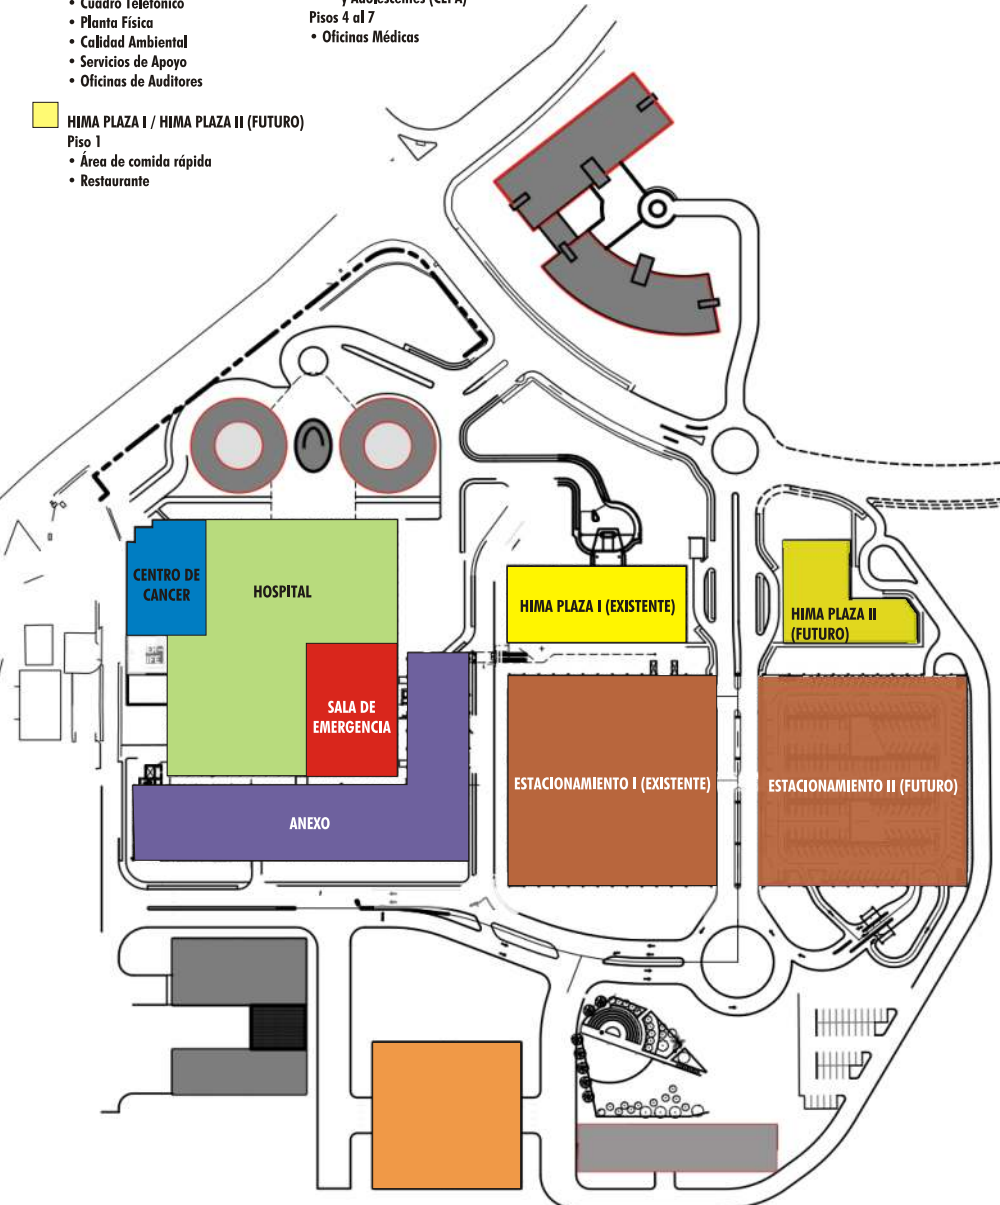 • Cuadro Telefónico
• Planta Física
• Calidad Ambiental
• Servicios de Apoyo
• Oficinas de Auditores
y Adolescentes (CEPA)
Pisos 4 al 7
• Oficinas Médicas
HIMA PLAZA I / HIMA PLAZA II (FUTURO)
Piso 1
• Área de comida rápida
• Restaurante
CENTRO DE
CANCER
HOSPITAL
SALA DE
EMERGENCIA
ANEXO
HIMA PLAZA I (EXISTENTE)
HIMA PLAZA II
(FUTURO)
ESTACIONAMIENTO I (EXISTENTE)
ESTACIONAMIENTO II (FUTURO)